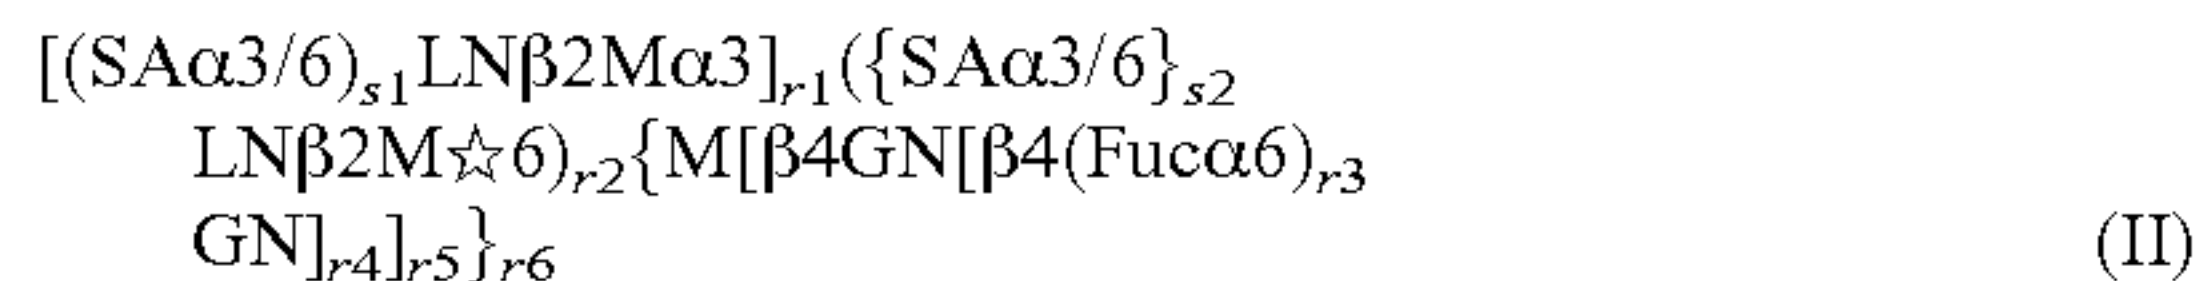 [(SAα3/6)s1LNβ2Mα3]r1({SAα3/6}s2
LNβ2M☆6)r2{M[β4GN[β4(Fucα6)r3
GN]r4]r5}r6 (II)